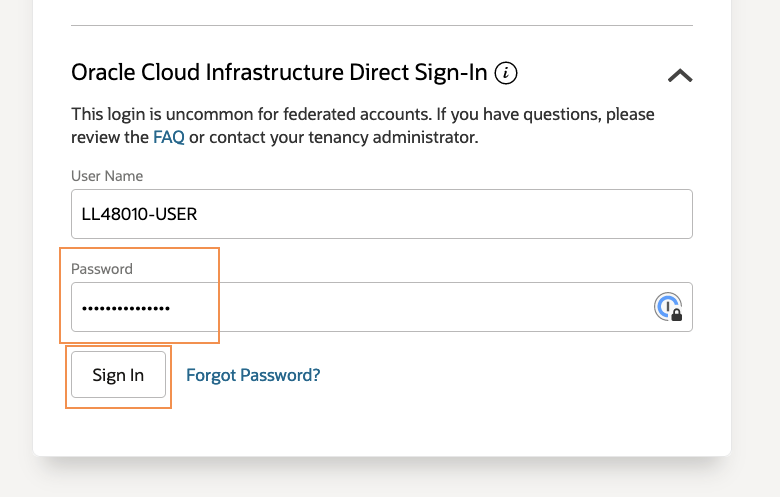 Oracle Cloud Infrastructure Direct Sign-In i
This login is uncommon for federated accounts. If you have questions, please
review the FAQ or contact your tenancy administrator.
User Name
LL48010-USER
Password
•••••••••••••••
Sign In Forgot Password?